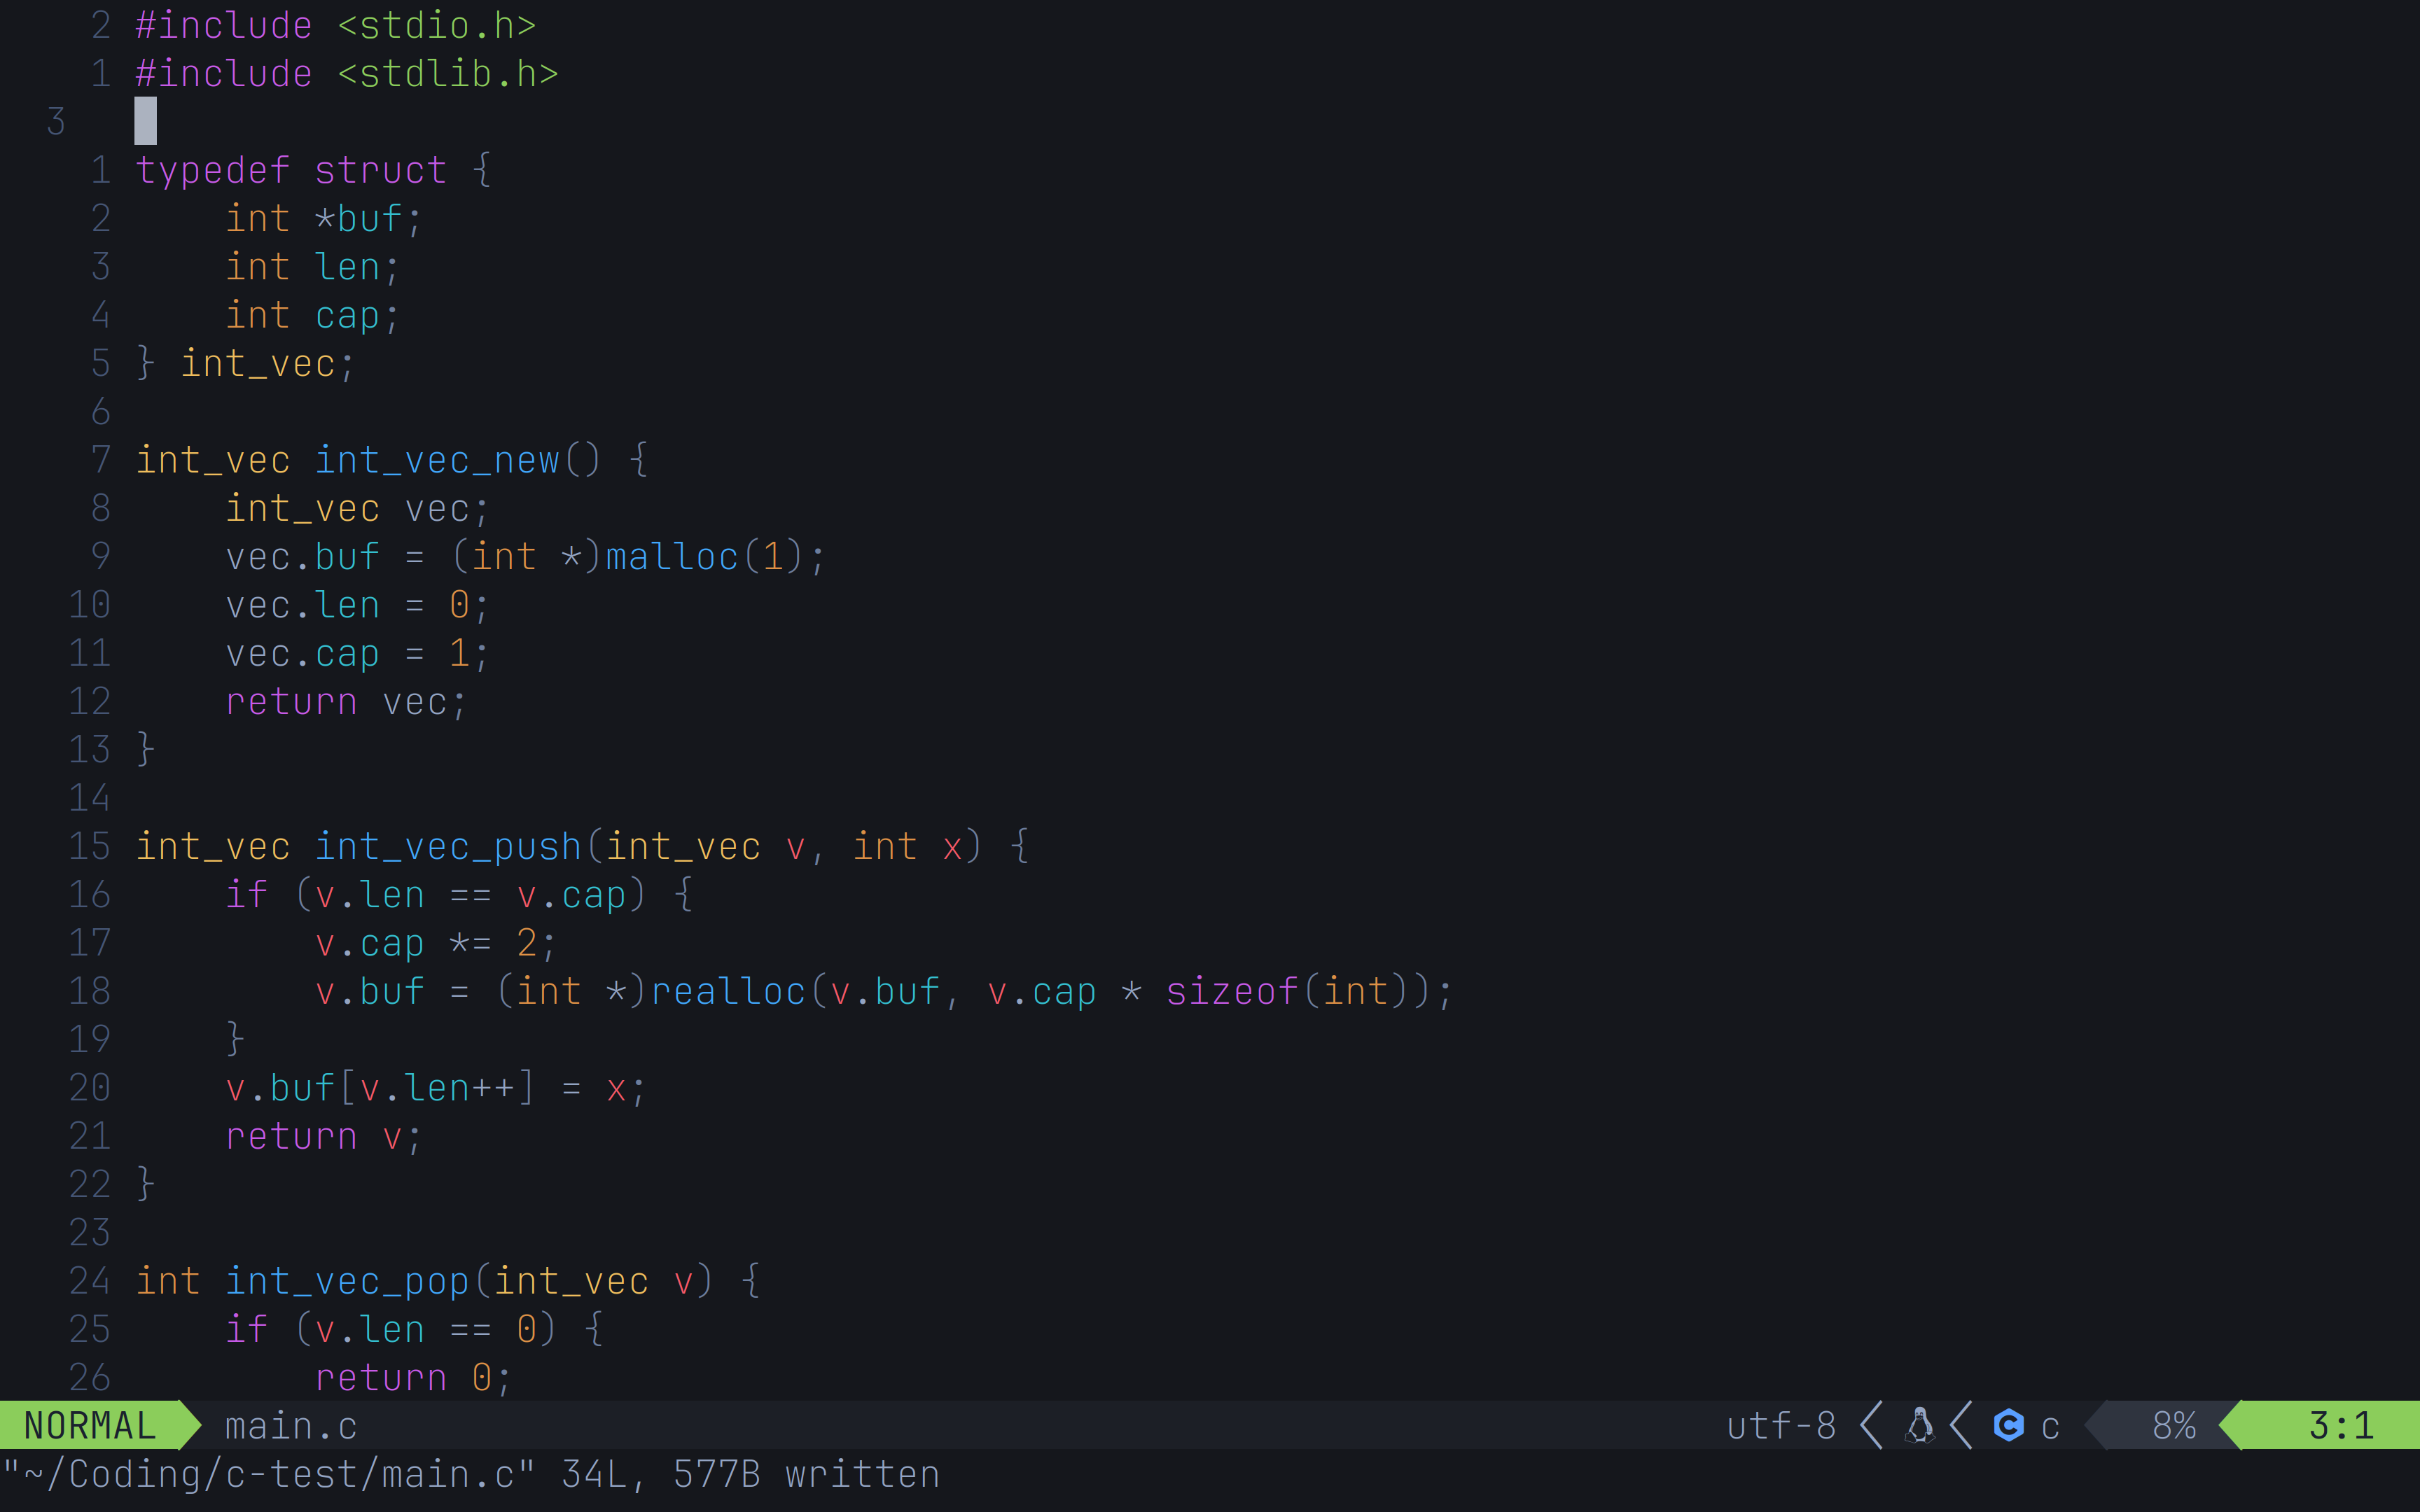 2 #include <stdio.h>
1 #include <stdlib.h>
3
1 typedef struct {
2     int *buf;
3     int len;
4     int cap;
5 } int_vec;
6
7 int_vec int_vec_new() {
8     int_vec vec;
9     vec.buf = (int *)malloc(1);
10     vec.len = 0;
11     vec.cap = 1;
12     return vec;
13 }
14
15 int_vec int_vec_push(int_vec v, int x) {
16     if (v.len == v.cap) {
17         v.cap *= 2;
18         v.buf = (int *)realloc(v.buf, v.cap * sizeof(int));
19     }
20     v.buf[v.len++] = x;
21     return v;
22 }
23
24 int int_vec_pop(int_vec v) {
25     if (v.len == 0) {
26         return 0;
NORMAL main.c utf-8 c 8% 3:1
"~/Coding/c-test/main.c" 34L, 577B written